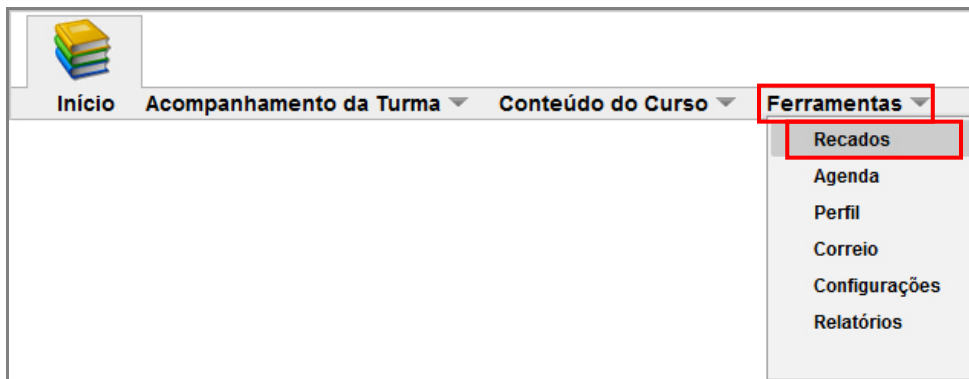 Início Acompanhamento da Turma Conteúdo do Curso Ferramentas
Recados
Agenda
Perfil
Correio
Configurações
Relatórios